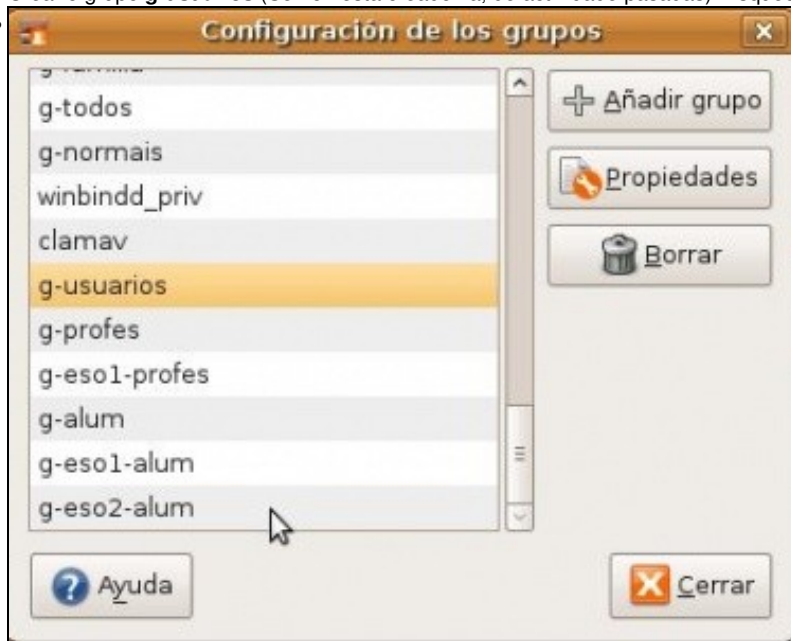 Configuración de los grupos
g-todos
g-normais
winbindd_priv
clamav
g-usuarios
g-profes
g-eso1-profes
g-alum
g-eso1-alum
g-eso2-alum
Añadir grupo
Propiedades
Borrar
Ayuda
Cerrar